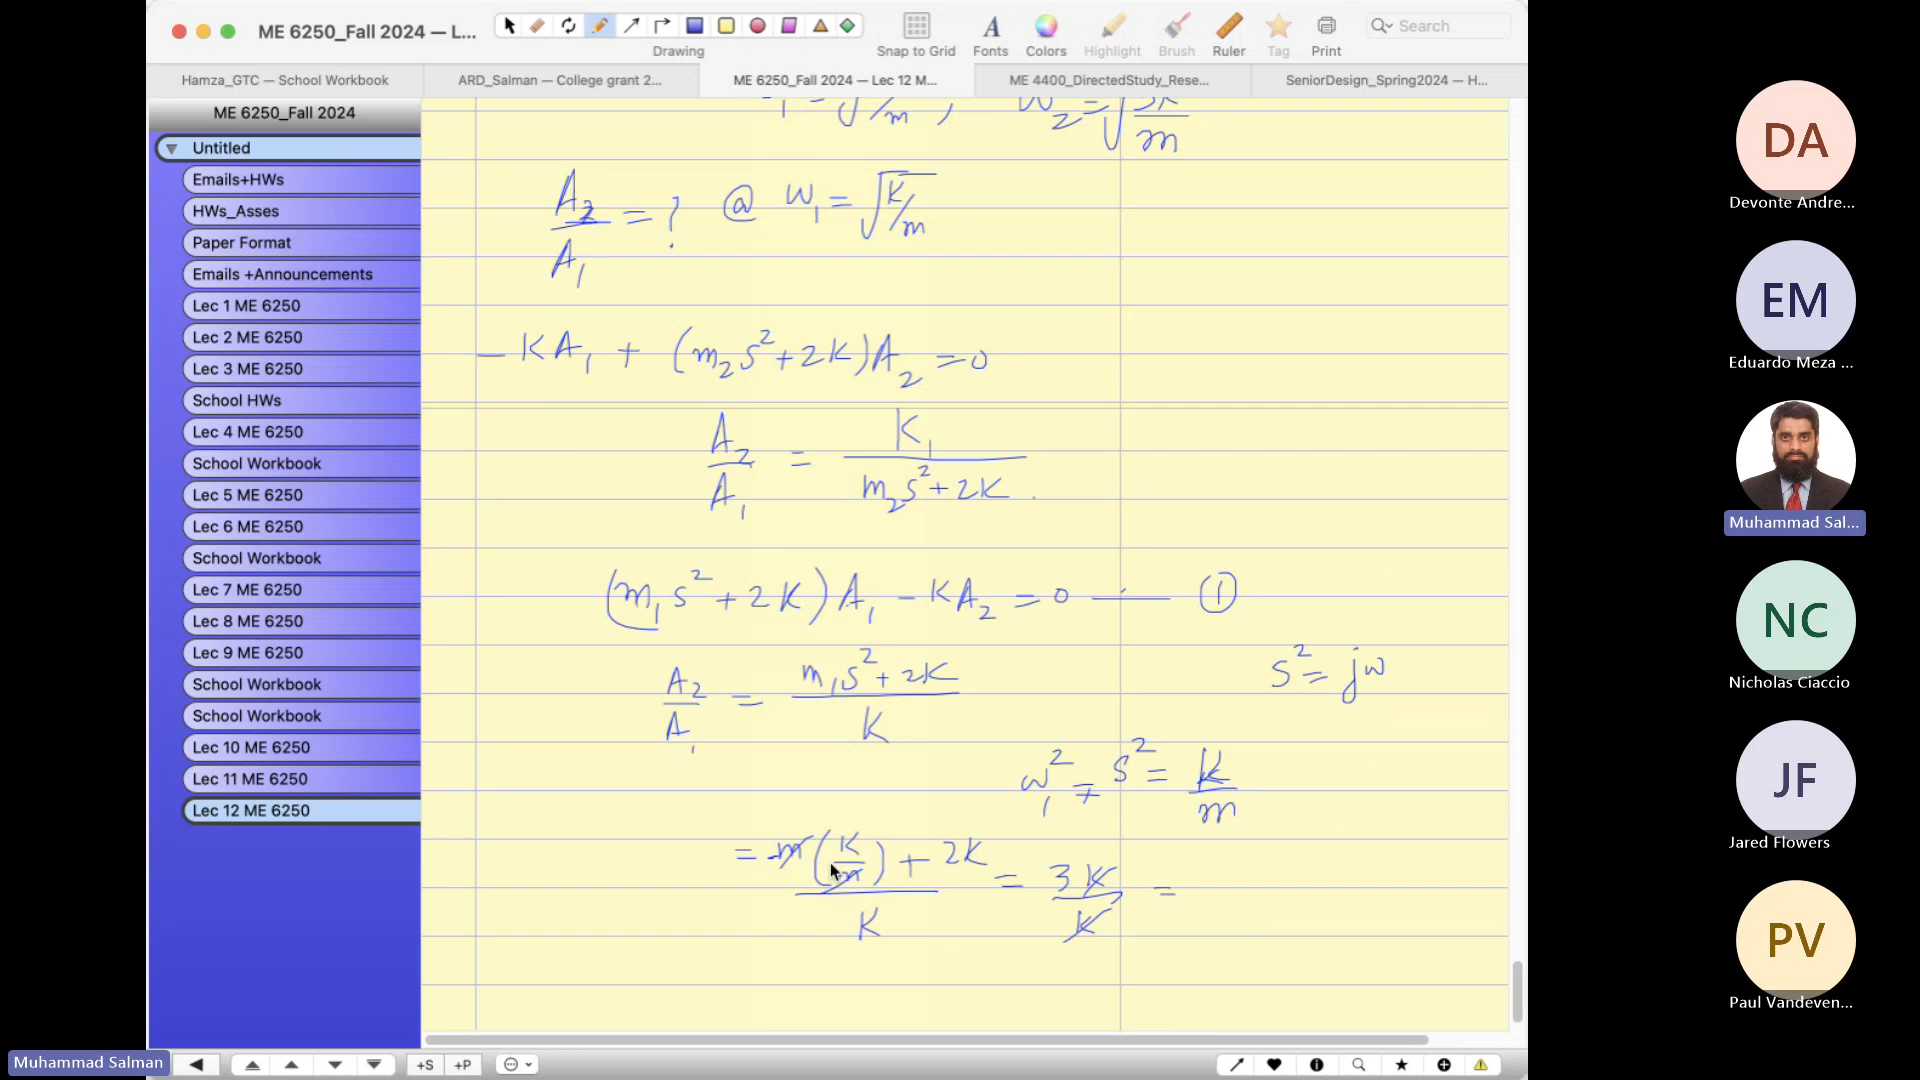 ME 6250_Fall 2024 — L...
Drawing
Snap to Grid
Fonts
Colors
Highlight
Brush
Ruler
Tag
Print
Search
Hamza_GTC — School Workbook
ARD_Salman — College grant 2...
ME 6250_Fall 2024 — Lec 12 M...
ME 4400_DirectedStudy_Rese...
SeniorDesign_Spring2024 — H...
ME 6250_Fall 2024
Untitled
Emails+HWs
HWs_Asses
Paper Format
Emails +Announcements
Lec 1 ME 6250
Lec 2 ME 6250
Lec 3 ME 6250
School HWs
Lec 4 ME 6250
School Workbook
Lec 5 ME 6250
Lec 6 ME 6250
School Workbook
Lec 7 ME 6250
Lec 8 ME 6250
Lec 9 ME 6250
School Workbook
School Workbook
Lec 10 ME 6250
Lec 11 ME 6250
Lec 12 ME 6250
A₂/A₁ = ? @ ω₁ = √K/m
-KA₁ + (m₂s²+2K)A₂ = 0
A₂/A₁ = K₁/m₂s²+2K.
(m₁s²+2K)A₁ - KA₂ = 0 — ①
s² = jω
A₂/A₁ = m₁s²+2K/K
ω₁² = s² = k/m
= -m(K/m) + 2K/K = 3K/K =
+S
+P
Muhammad Salman
DA
Devonte Andre...
EM
Eduardo Meza ...
Muhammad Sal...
NC
Nicholas Ciaccio
JF
Jared Flowers
PV
Paul Vandeven...